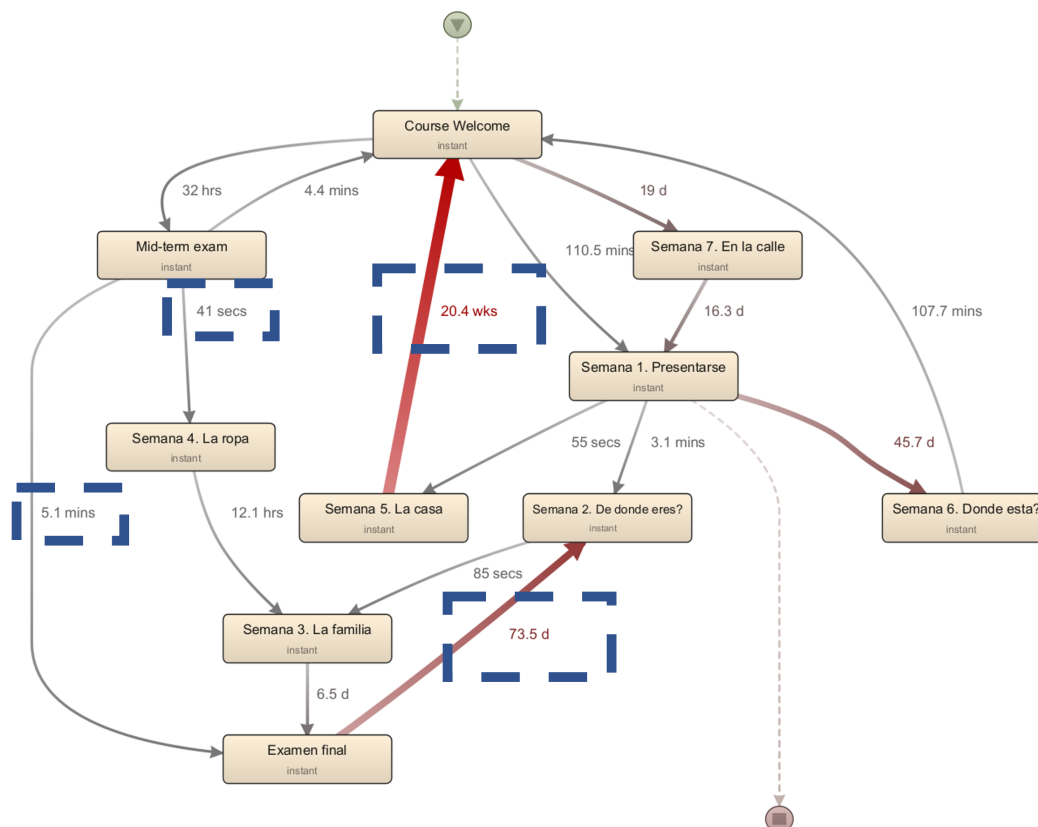 Course Welcome
instant
32 hrs
4.4 mins
19 d
Mid-term exam
instant
110.5 mins
Semana 7. En la calle
instant
41 secs
20.4 wks
16.3 d
107.7 mins
Semana 1. Presentarse
instant
Semana 4. La ropa
instant
55 secs
3.1 mins
45.7 d
5.1 mins
12.1 hrs
Semana 5. La casa
instant
Semana 2. De donde eres?
instant
Semana 6. Donde esta?
instant
85 secs
Semana 3. La familia
instant
73.5 d
6.5 d
Examen final
instant